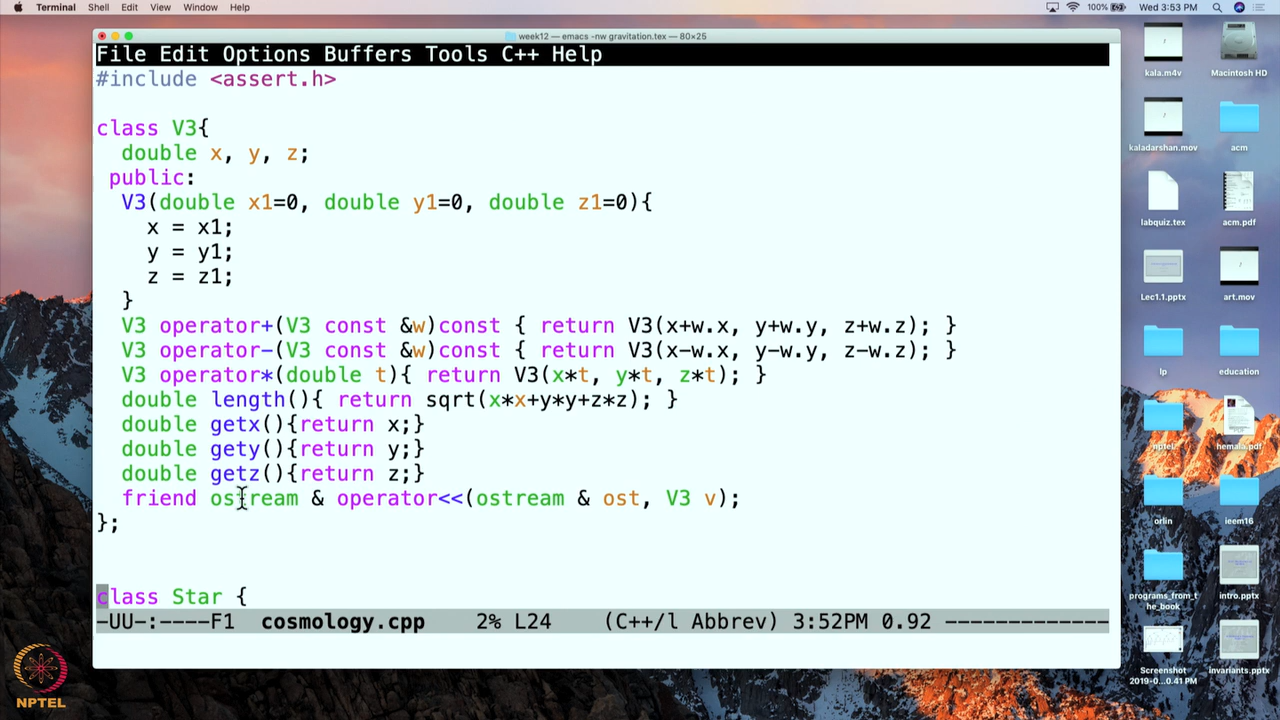 Terminal Shell Edit View Window Help 100% Wed 3:53 PM
week12 — emacs -nw gravitation.tex — 80×25
File Edit Options Buffers Tools C++ Help
#include <assert.h>
class V3{
double x, y, z;
public:
V3(double x1=0, double y1=0, double z1=0){
x = x1;
y = y1;
z = z1;
}
V3 operator+(V3 const &w)const { return V3(x+w.x, y+w.y, z+w.z); }
V3 operator-(V3 const &w)const { return V3(x-w.x, y-w.y, z-w.z); }
V3 operator*(double t){ return V3(x*t, y*t, z*t); }
double length(){ return sqrt(x*x+y*y+z*z); }
double getx(){return x;}
double gety(){return y;}
double getz(){return z;}
friend ostream & operator<<(ostream & ost, V3 v);
};
class Star {
-UU-:----F1 cosmology.cpp 2% L24 (C++/l Abbrev) 3:52PM 0.92 -------------
kala.m4v
Macintosh HD
kaladarshan.mov
acm
labquiz.tex
acm.pdf
Lec1.1.pptx
art.mov
lp
education
nptel
hemala.pdf
orlin
ieem16
programs_from_the_book
intro.pptx
Screenshot 2019-0...0.41 PM
invariants.pptx
NPTEL